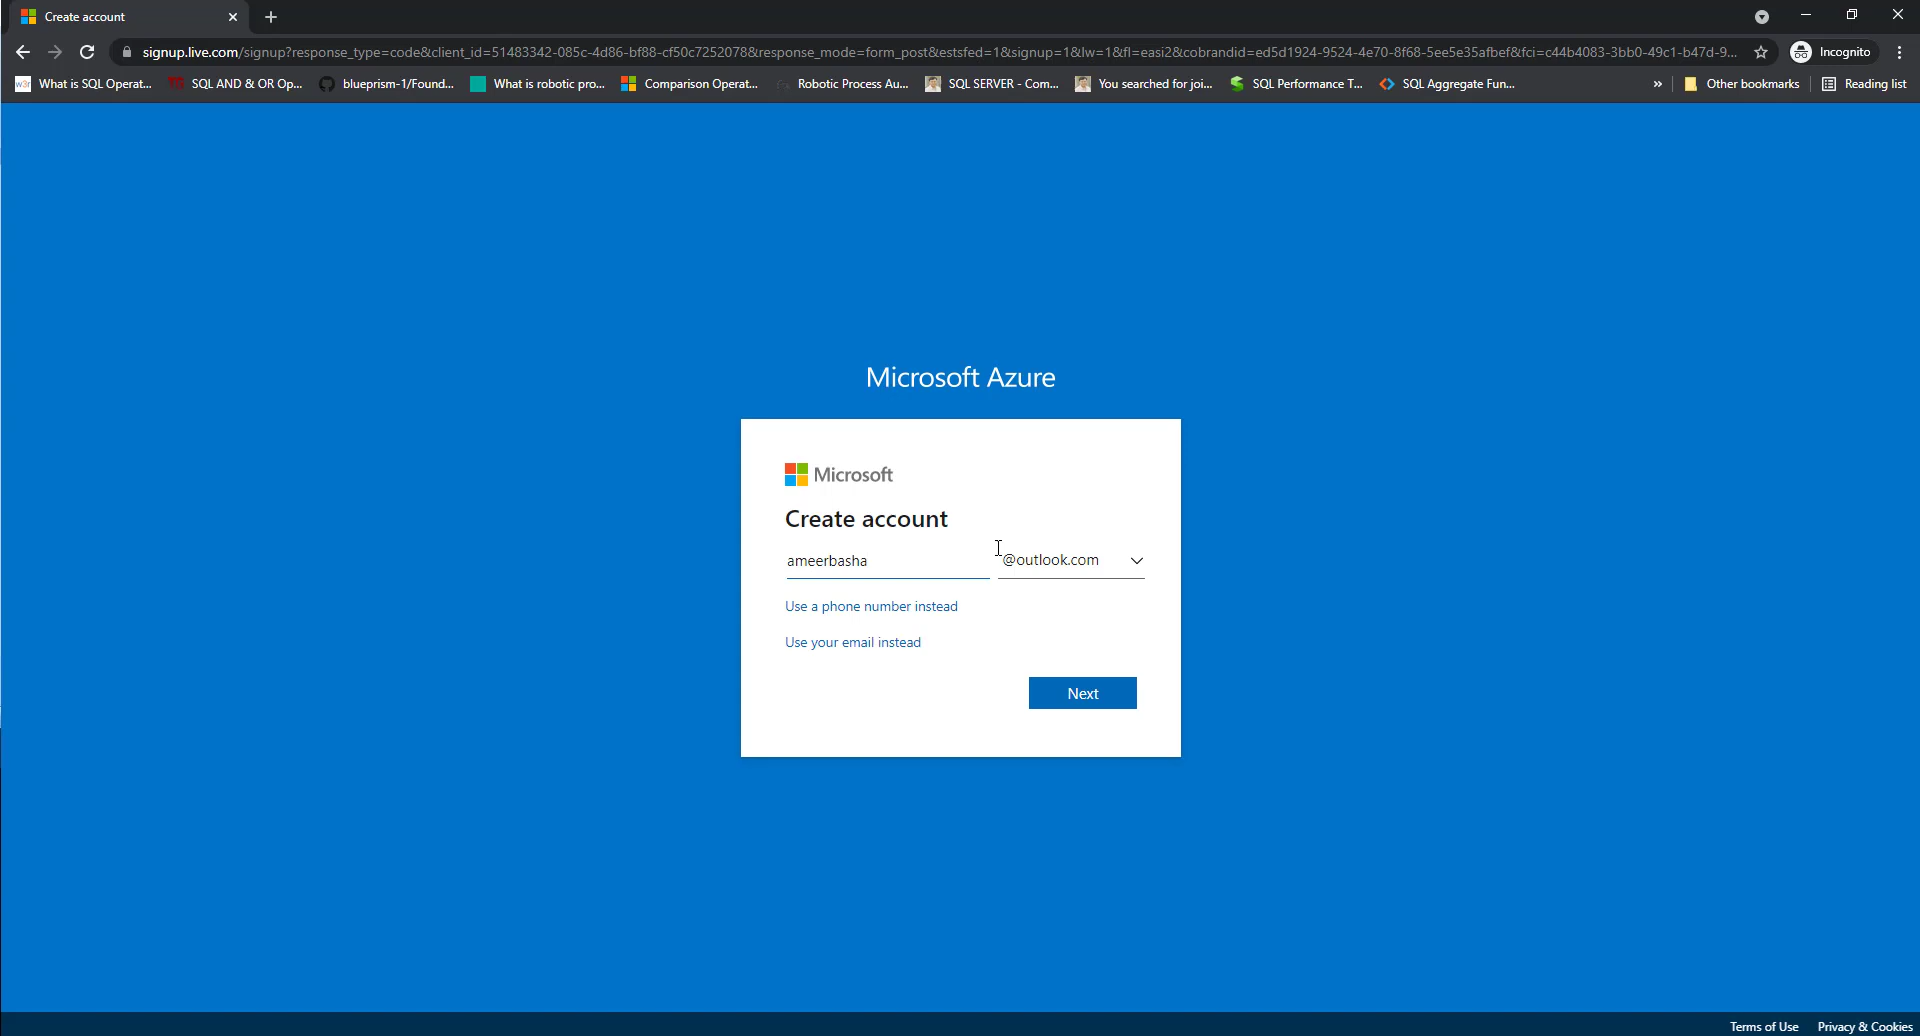 Create account
signup.live.com/signup?response_type=code&client_id=51483342-085c-4d86-bf88-cf50c7252078&response_mode=form_post&estsfed=1&signup=1&lw=1&fl=easi2&cobrandid=ed5d1924-9524-4e70-8f68-5ee5e35afbef&fci=c44b4083-3bb0-49c1-b47d-9... Incognito
What is SQL Operat... SQL AND & OR Op... blueprism-1/Found... What is robotic pro... Comparison Operat... Robotic Process Au... SQL SERVER - Com... You searched for joi... SQL Performance T... SQL Aggregate Fun... » Other bookmarks Reading list
Microsoft Azure
Microsoft
Create account
ameerbasha @outlook.com
Use a phone number instead
Use your email instead
Next
Terms of Use Privacy & Cookies